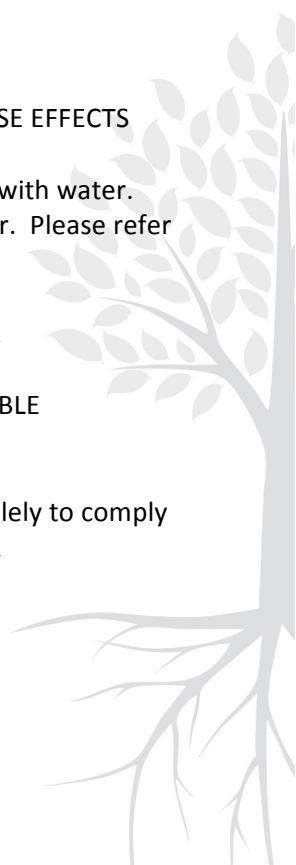 SE EFFECTS
with water.
r. Please refer
BLE
lely to comply